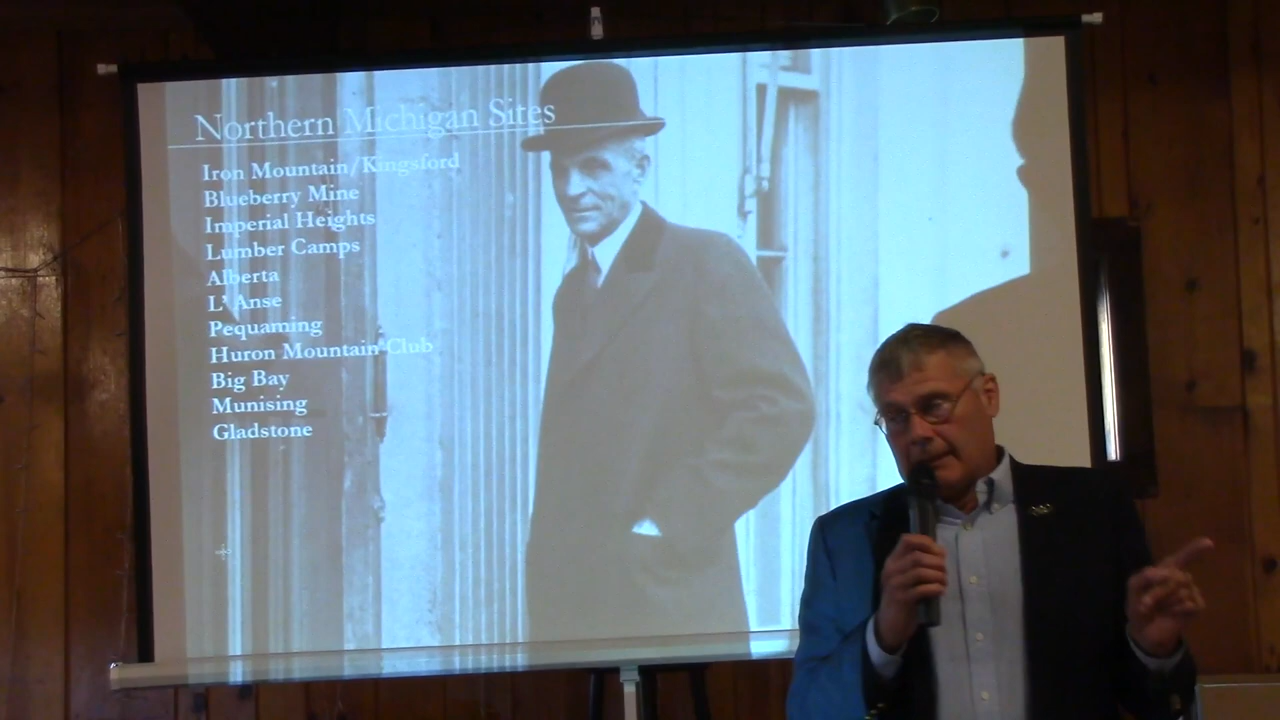 Northern Michigan Sites
Iron Mountain/Kingsford
Blueberry Mine
Imperial Heights
Lumber Camps
Alberta
L' Anse
Pequaming
Huron Mountain Club
Big Bay
Munising
Gladstone